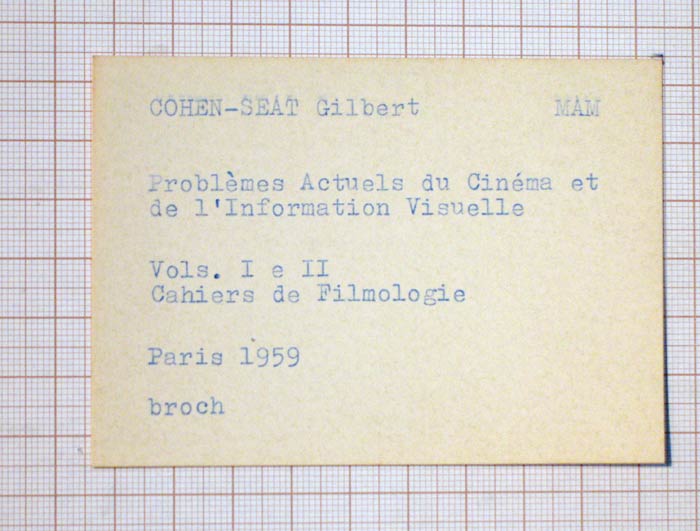 COHEN-SEAT Gilbert MAM
Problèmes Actuels du Cinéma et
de l'Information Visuelle
Vols. I e II
Cahiers de Filmologie
Paris 1959
broch